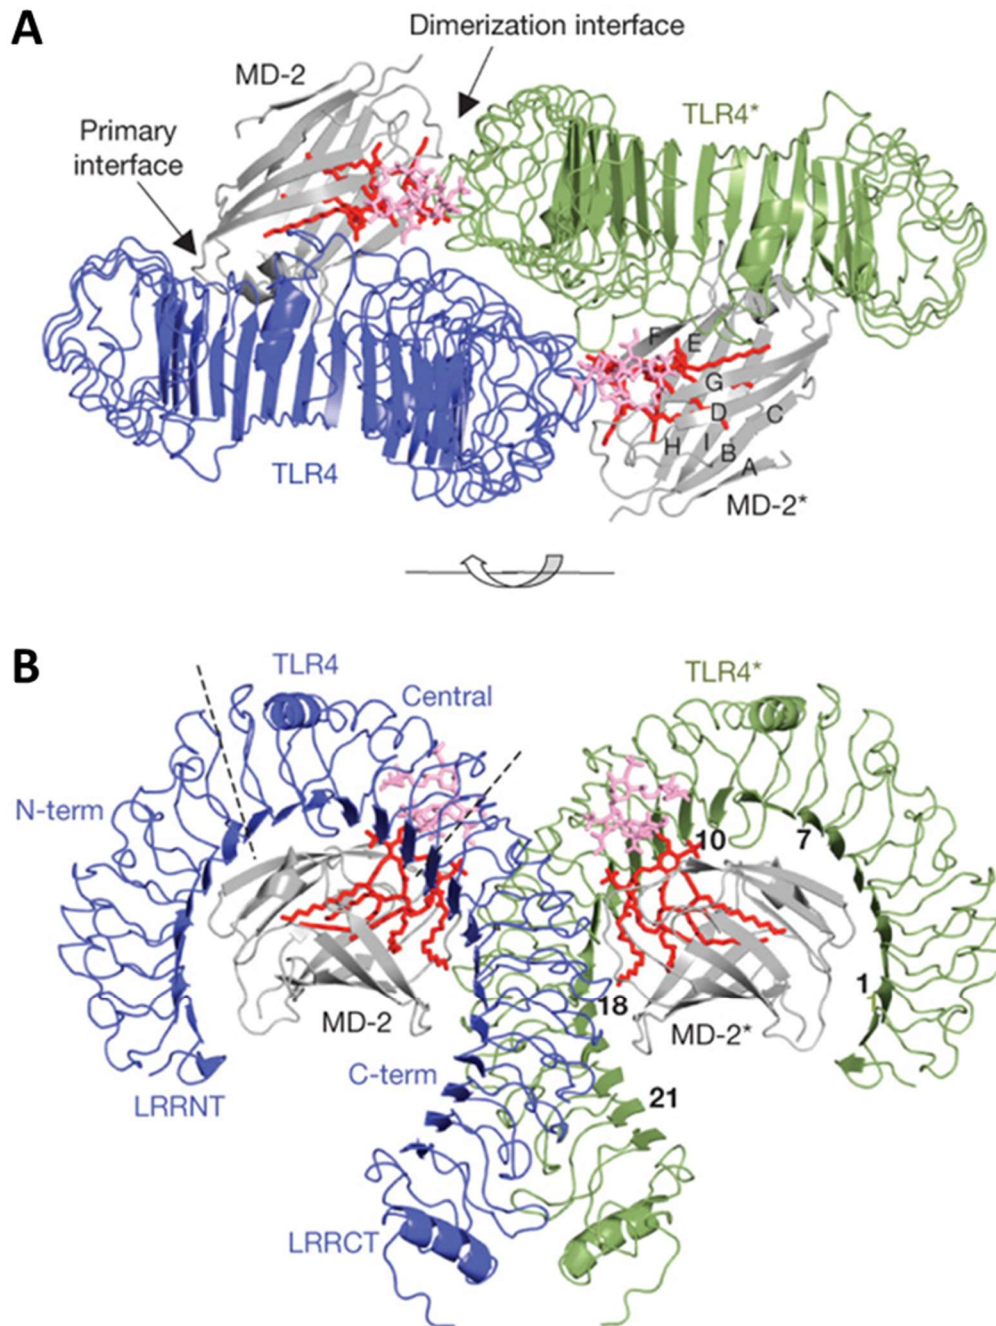 A
Dimerization interface
MD-2
TLR4*
Primary
interface
F
E
G
D
C
H
I
B
A
TLR4
MD-2*
B
TLR4
TLR4*
Central
N-term
10
7
1
18
MD-2
MD-2*
C-term
21
LRRNT
LRRCT